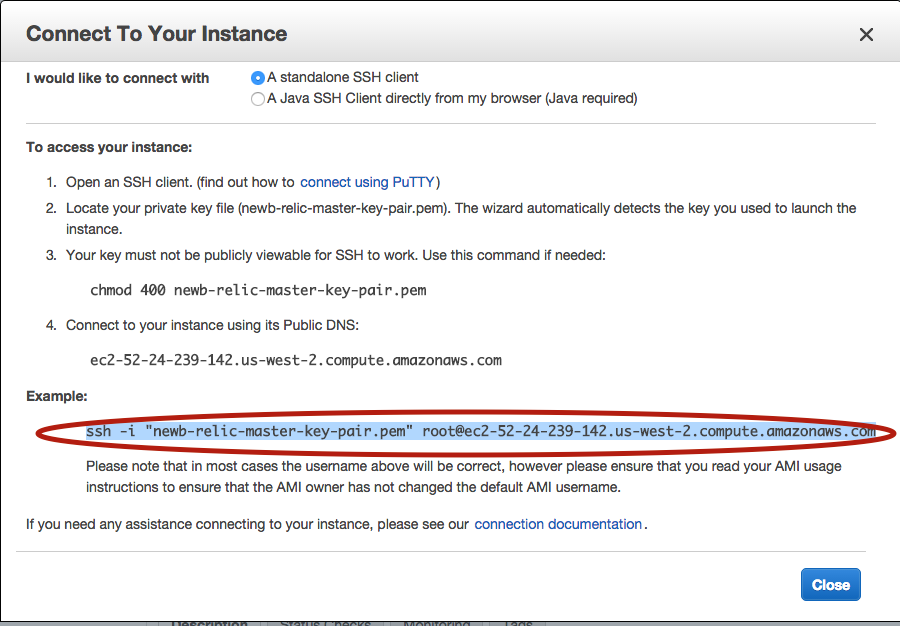 Connect To Your Instance
I would like to connect with
A standalone SSH client
A Java SSH Client directly from my browser (Java required)
To access your instance:
1. Open an SSH client. (find out how to connect using PuTTY)
2. Locate your private key file (newb-relic-master-key-pair.pem). The wizard automatically detects the key you used to launch the
instance.
3. Your key must not be publicly viewable for SSH to work. Use this command if needed:
chmod 400 newb-relic-master-key-pair.pem
4. Connect to your instance using its Public DNS:
ec2-52-24-239-142.us-west-2.compute.amazonaws.com
Example:
ssh -i "newb-relic-master-key-pair.pem" root@ec2-52-24-239-142.us-west-2.compute.amazonaws.com
Please note that in most cases the username above will be correct, however please ensure that you read your AMI usage
instructions to ensure that the AMI owner has not changed the default AMI username.
If you need any assistance connecting to your instance, please see our connection documentation.
Close
Description Status Checks Monitoring Tags